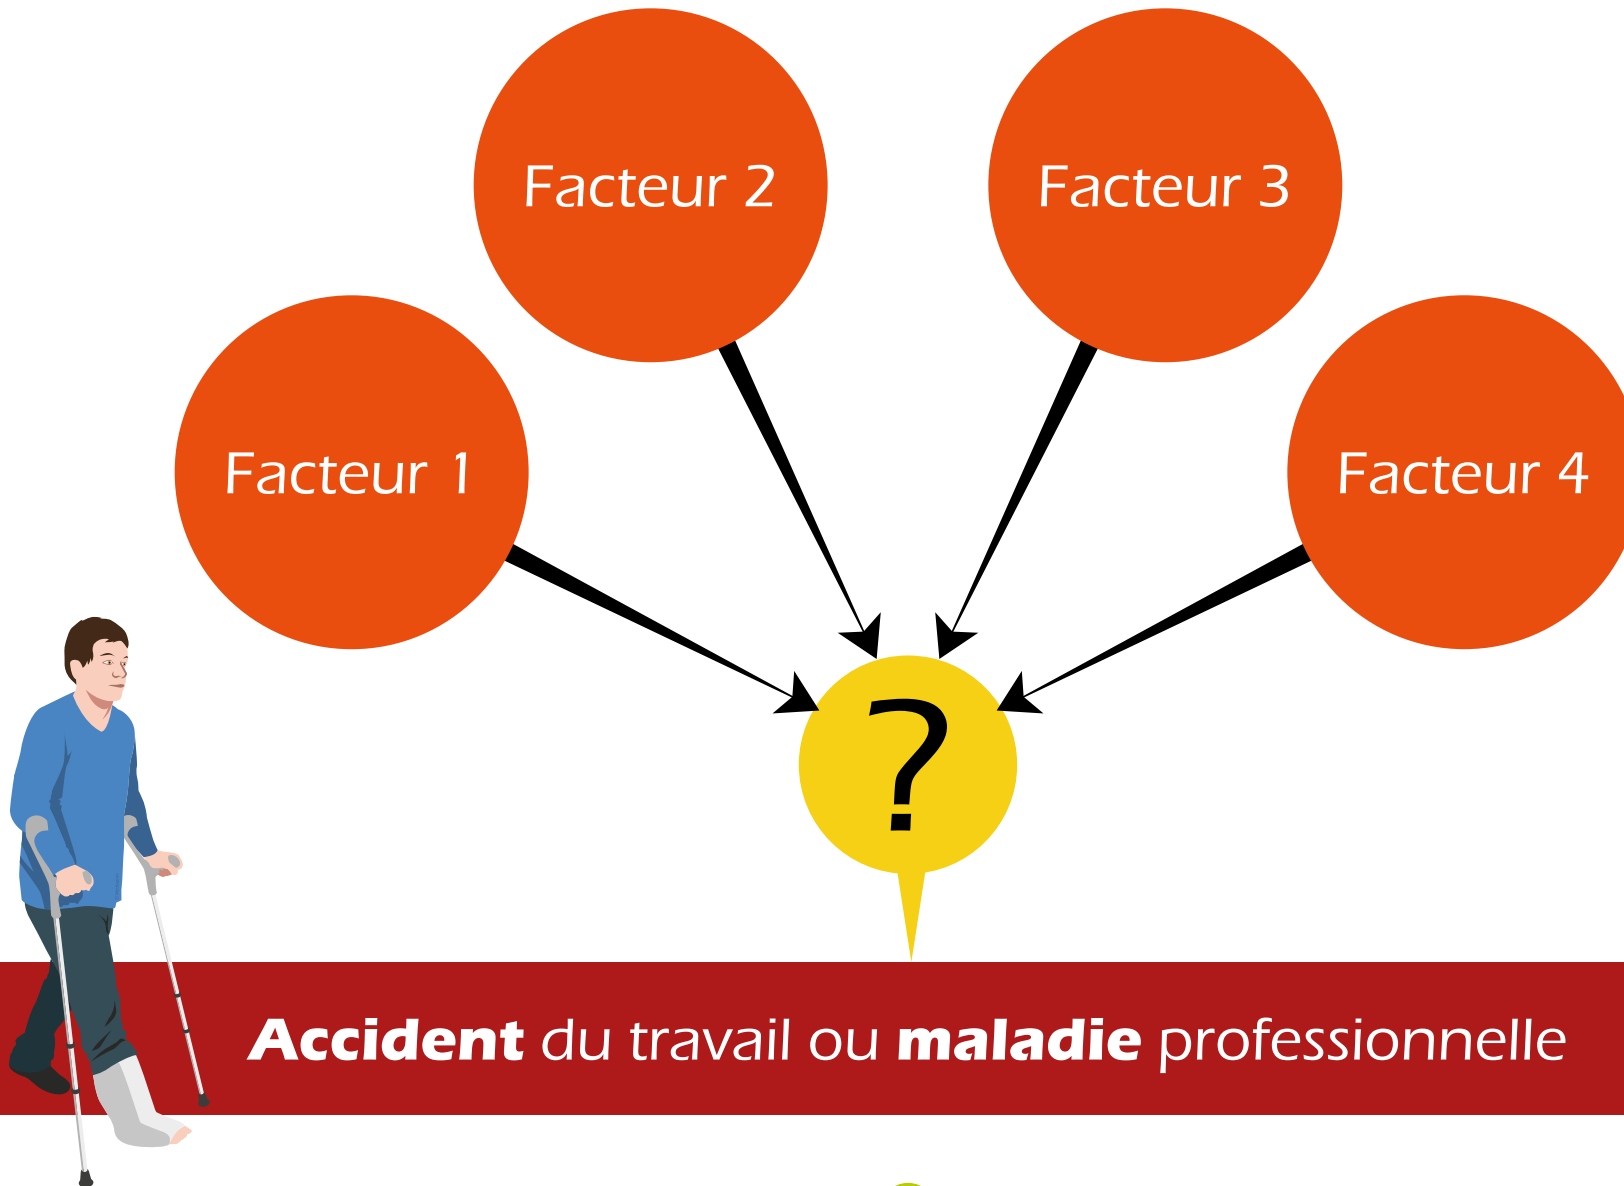 Facteur 2
Facteur 3
Facteur 1
Facteur 4
?
Accident du travail ou maladie professionnelle